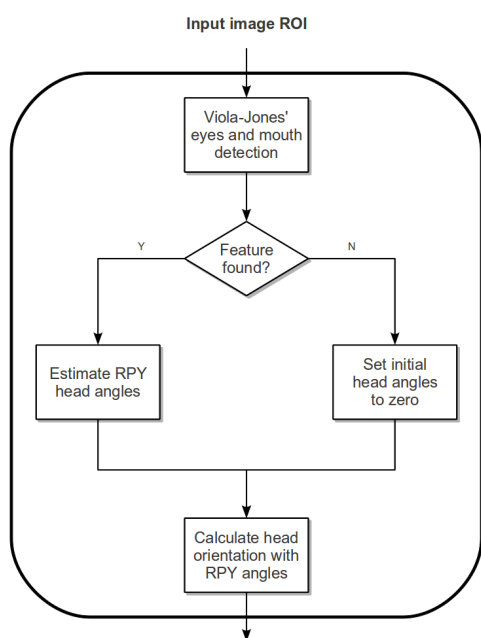 Input image ROI
Viola-Jones'
eyes and mouth
detection
Y
Feature
found?
N
Estimate RPY
head angles
Set initial
head angles
to zero
Calculate head
orientation with
RPY angles